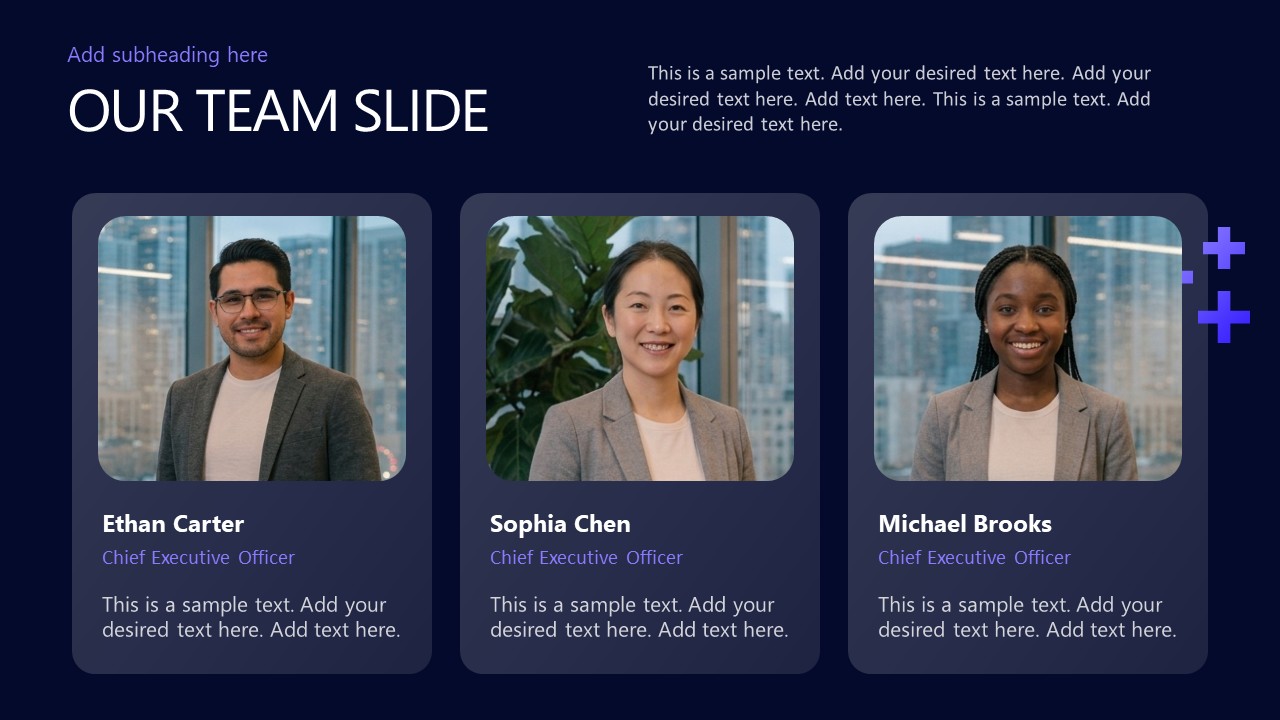 Add subheading here
OUR TEAM SLIDE
This is a sample text. Add your desired text here. Add your
desired text here. Add text here. This is a sample text. Add
your desired text here.
Ethan Carter
Chief Executive Officer
This is a sample text. Add your
desired text here. Add text here.
Sophia Chen
Chief Executive Officer
This is a sample text. Add your
desired text here. Add text here.
Michael Brooks
Chief Executive Officer
This is a sample text. Add your
desired text here. Add text here.